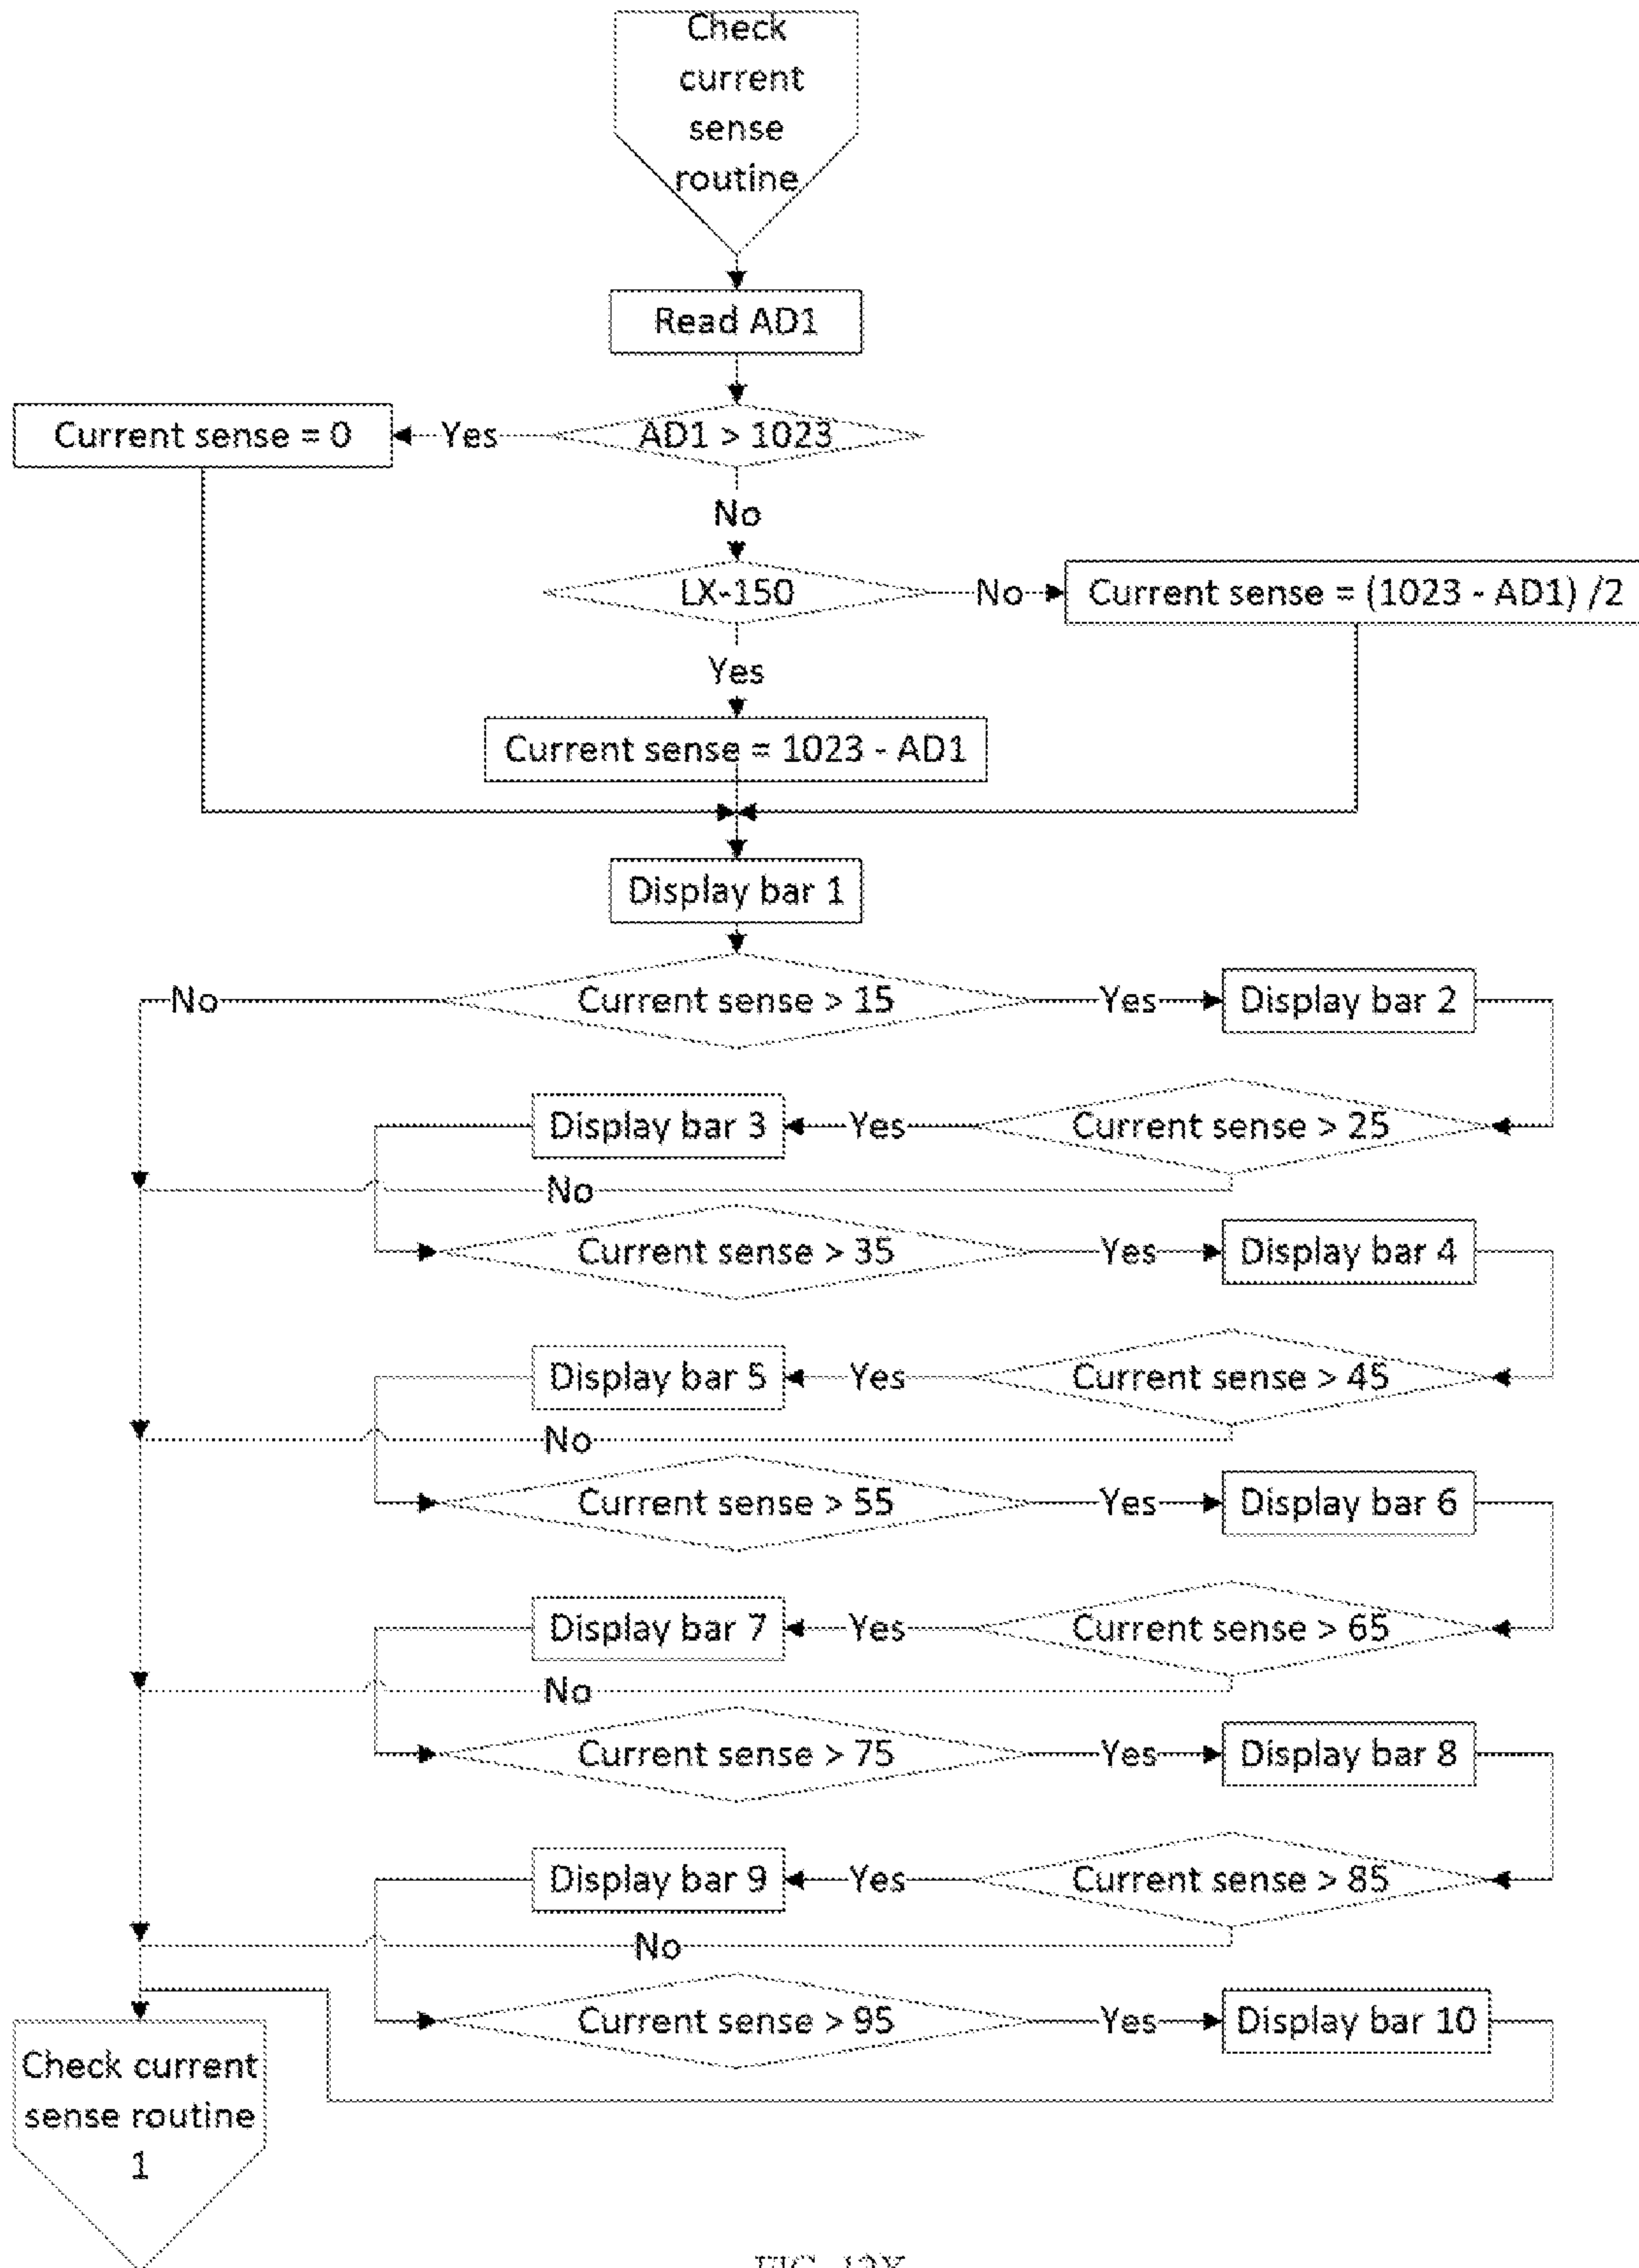 Check
current
sense
routine
Read AD1
Current sense = 0
Yes
AD1 > 1023
No
LX-150
No
Current sense = (1023 - AD1) /2
Yes
Current sense = 1023 - AD1
Display bar 1
No
Current sense > 15
Yes
Display bar 2
Display bar 3
Yes
Current sense > 25
No
Current sense > 35
Yes
Display bar 4
Display bar 5
Yes
Current sense > 45
No
Current sense > 55
Yes
Display bar 6
Display bar 7
Yes
Current sense > 65
No
Current sense > 75
Yes
Display bar 8
Display bar 9
Yes
Current sense > 85
No
Current sense > 95
Yes
Display bar 10
Check current
sense routine
1